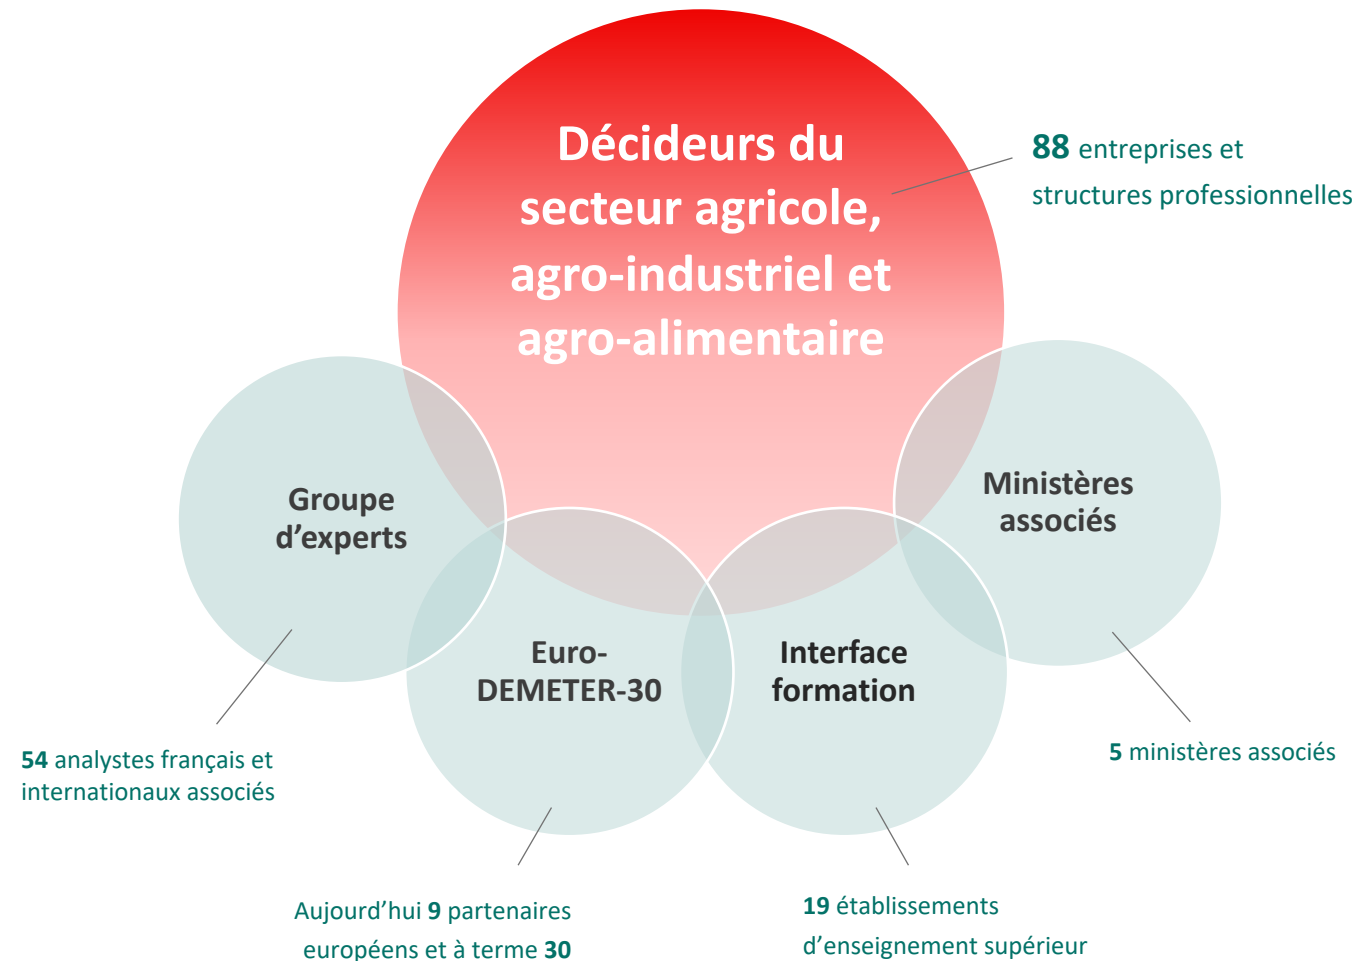 Décideurs du
secteur agricole,
agro-industriel et
agro-alimentaire
88 entreprises et
structures professionnelles
Groupe
d’experts
Ministères
associés
Euro-
DEMETER-30
Interface
formation
54 analystes français et
internationaux associés
5 ministères associés
Aujourd’hui 9 partenaires
européens et à terme 30
19 établissements
d’enseignement supérieur